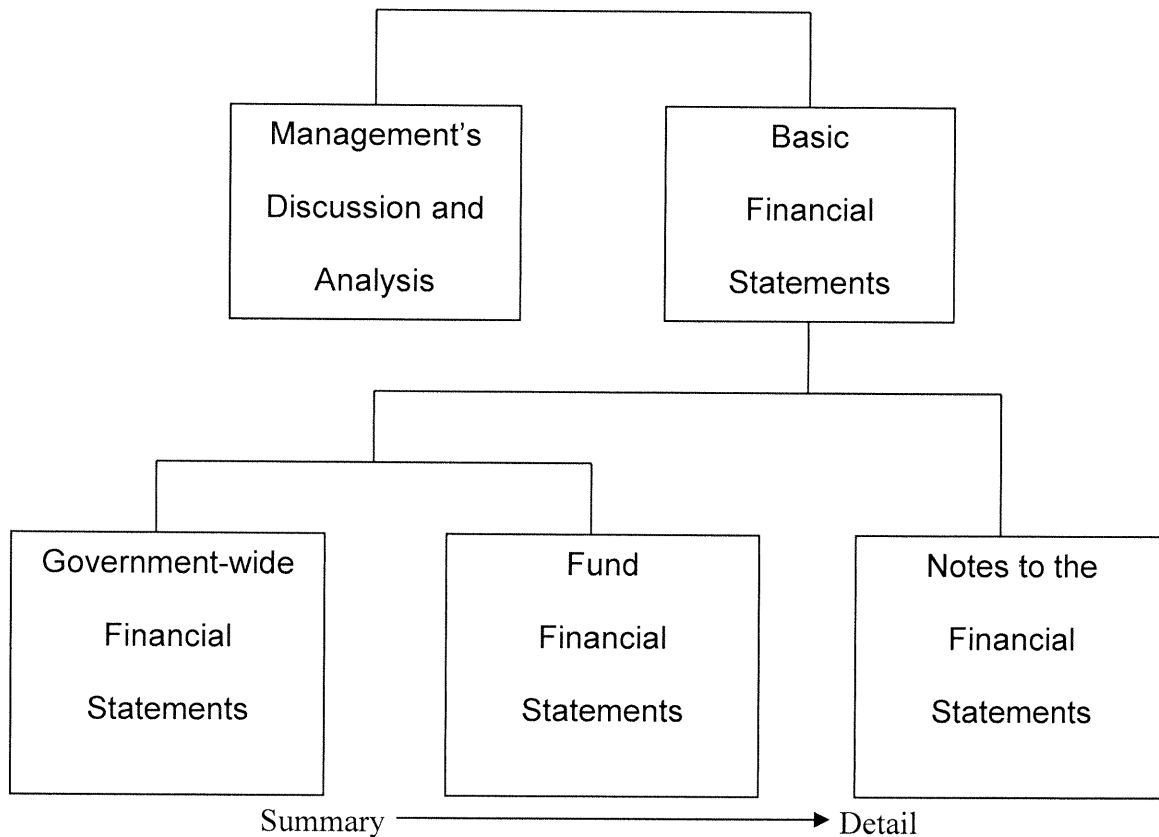 Management’s
Discussion and
Analysis
Basic
Financial
Statements
Government-wide
Financial
Statements
Fund
Financial
Statements
Notes to the
Financial
Statements
Summary
Detail